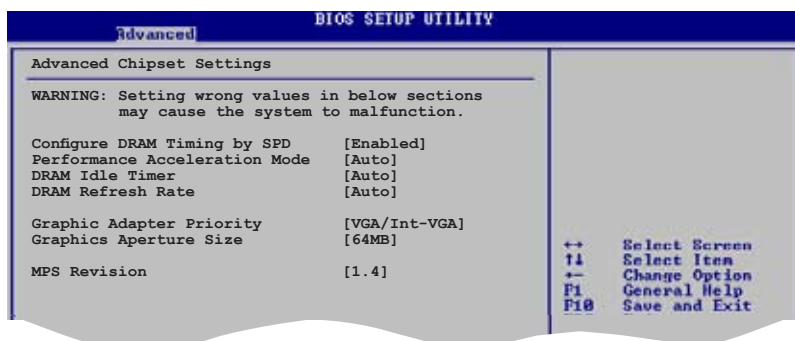 BIOS SETUP UTILITY
Advanced
Advanced Chipset Settings
WARNING: Setting wrong values in below sections
may cause the system to malfunction.
Configure DRAM Timing by SPD [Enabled]
Performance Acceleration Mode [Auto]
DRAM Idle Timer [Auto]
DRAM Refresh Rate [Auto]
Graphic Adapter Priority [VGA/Int-VGA]
Graphics Aperture Size [64MB]
MPS Revision [1.4]
←→ Select Screen
↑↓ Select Item
+- Change Option
F1 General Help
F10 Save and Exit